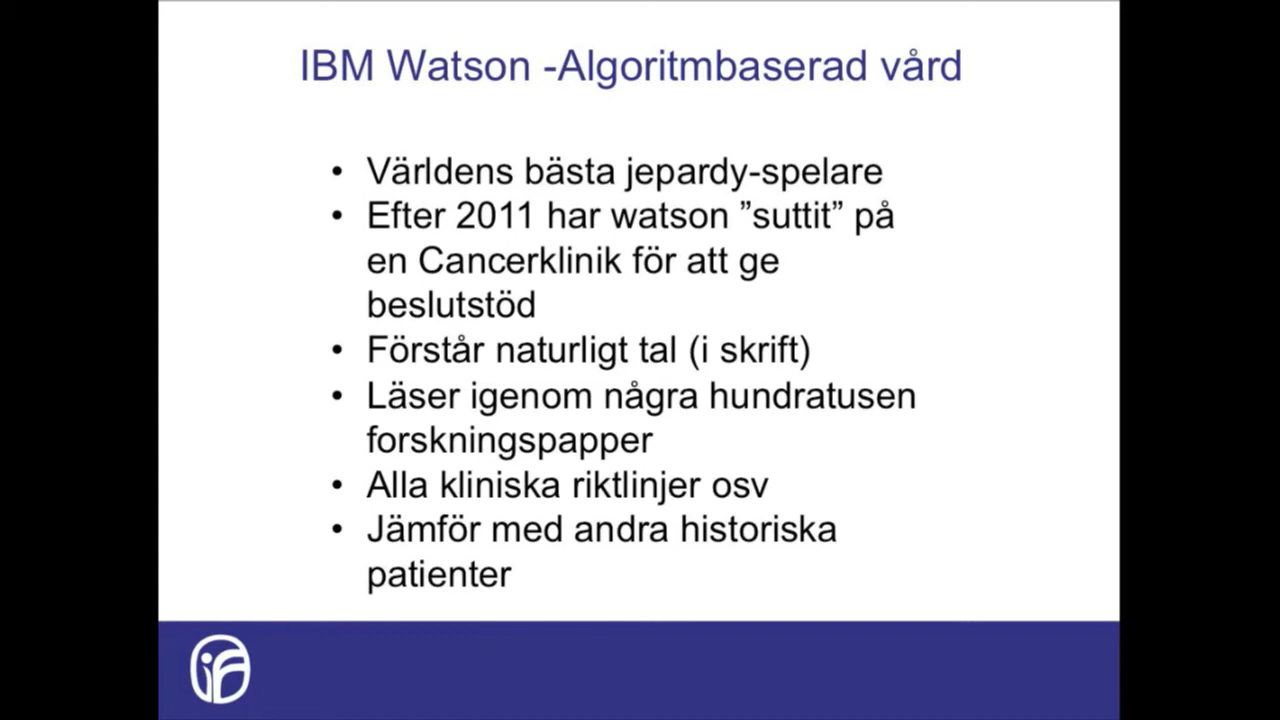 IBM Watson -Algoritmbaserad vård
• Världens bästa jepardy-spelare
• Efter 2011 har watson ”suttit” på
en Cancerklinik för att ge
beslutstöd
• Förstår naturligt tal (i skrift)
• Läser igenom några hundratusen
forskningspapper
• Alla kliniska riktlinjer osv
• Jämför med andra historiska
patienter